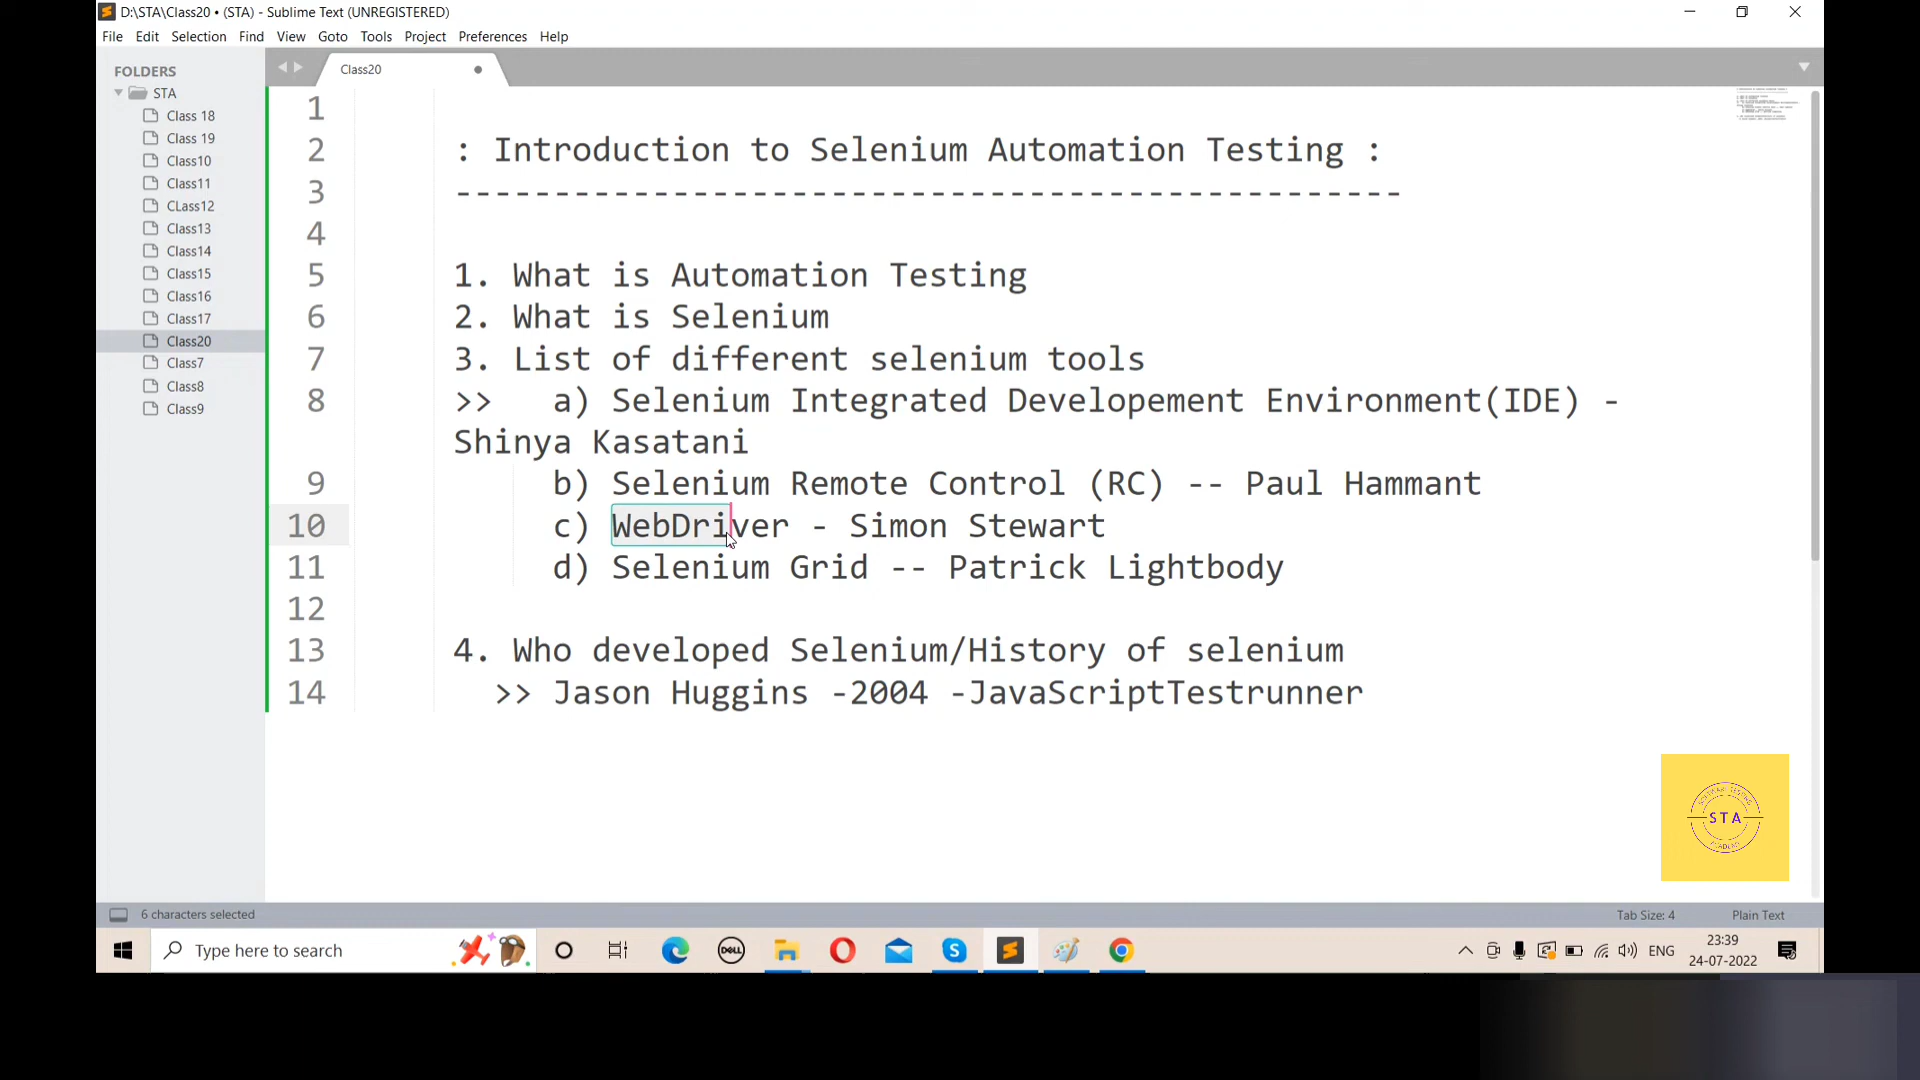 D:\STA\Class20 • (STA) - Sublime Text (UNREGISTERED)
File Edit Selection Find View Goto Tools Project Preferences Help
FOLDERS
STA
Class 18
Class 19
Class10
Class11
CLass12
Class13
Class14
Class15
Class16
Class17
Class20
Class7
Class8
Class9
Class20
1
2 : Introduction to Selenium Automation Testing :
3 ------------------------------------------------
4
5 1. What is Automation Testing
6 2. What is Selenium
7 3. List of different selenium tools
8 >> a) Selenium Integrated Developement Environment(IDE) -
Shinya Kasatani
9 b) Selenium Remote Control (RC) -- Paul Hammant
10 c) WebDriver - Simon Stewart
11 d) Selenium Grid -- Patrick Lightbody
12
13 4. Who developed Selenium/History of selenium
14 >> Jason Huggins -2004 -JavaScriptTestrunner
SOFTWARE TESTING
STA
ACADEMY
6 characters selected
Tab Size: 4 Plain Text
Type here to search
DELL
ENG
23:39
24-07-2022